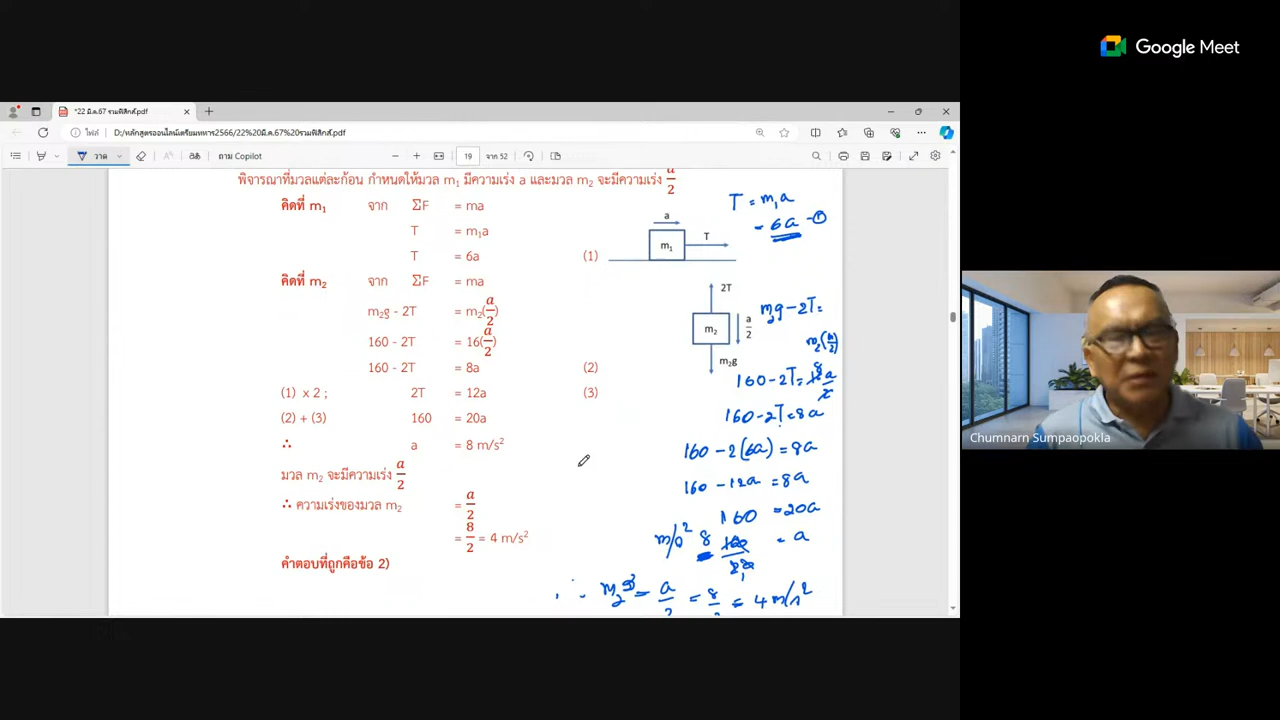 Google Meet
*22 มี.ค.67 รวมฟิสิกส์.pdf
ไฟล์ D:/หลักสูตรออนไลน์เตรียมทหาร2566/22%20มี.ค.67%20รวมฟิสิกส์.pdf
วาด ถาม Copilot 19 จาก 52
พิจารณาที่มวลแต่ละก้อน กำหนดให้มวล m₁ มีความเร่ง a และมวล m₂ จะมีความเร่ง a/2
คิดที่ m₁ จาก ΣF = ma
T = m₁a
T = 6a (1)
คิดที่ m₂ จาก ΣF = ma
m₂g - 2T = m₂(a/2)
160 - 2T = 16(a/2)
160 - 2T = 8a (2)
(1) x 2 ; 2T = 12a (3)
(2) + (3) 160 = 20a
∴ a = 8 m/s²
มวล m₂ จะมีความเร่ง a/2
∴ ความเร่งของมวล m₂ = a/2
= 8/2 = 4 m/s²
คำตอบที่ถูกคือข้อ 2)
a
m₁ T
2T
m₂ a/2
m₂g
T = m₁a
= 6a -①
m₂g - 2T =
m₂(a/2)
160 - 2T =
160 - 2T = 8a
160 - 2(6a) = 8a
160 - 12a = 8a
160 = 20a
m/s² 8 = a
= a/2 = 8/2 = 4 m/s²
Chumnarn Sumpaopokla